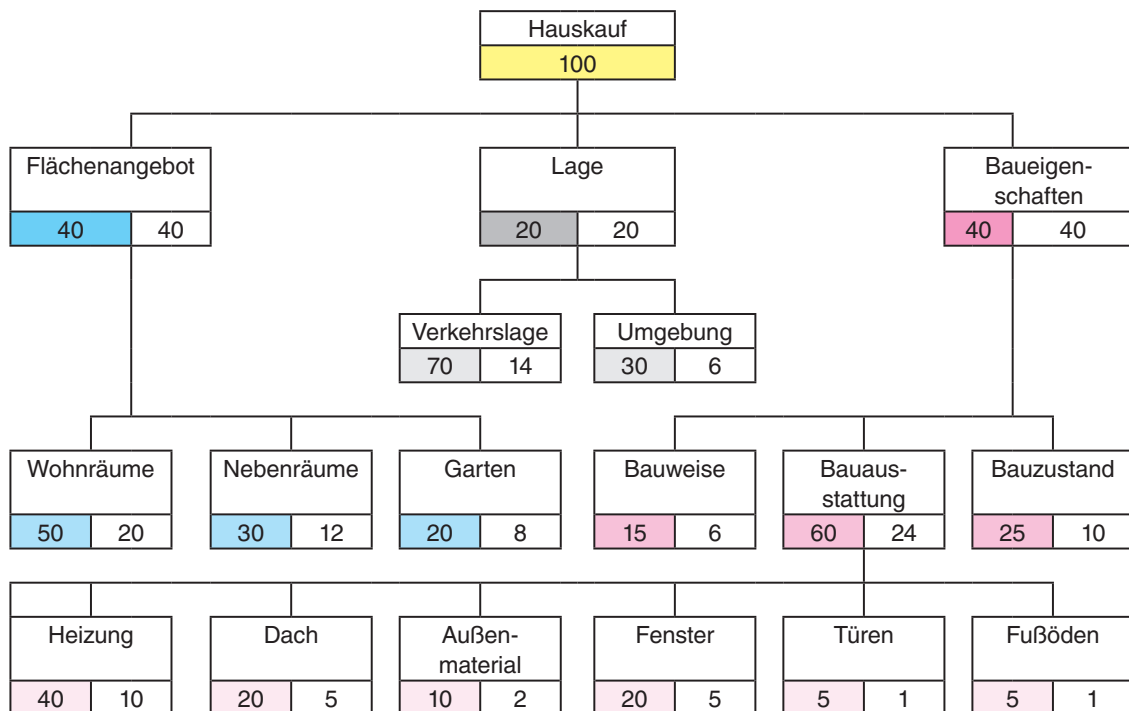 Hauskauf
100
Flächenangebot
40 40
Lage
20 20
Baueigen-
schaften
40 40
Verkehrslage
70 14
Umgebung
30 6
Wohnräume
50 20
Nebenräume
30 12
Garten
20 8
Bauweise
15 6
Bauaus-
stattung
60 24
Bauzustand
25 10
Heizung
40 10
Dach
20 5
Außen-
material
10 2
Fenster
20 5
Türen
5 1
Fußöden
5 1